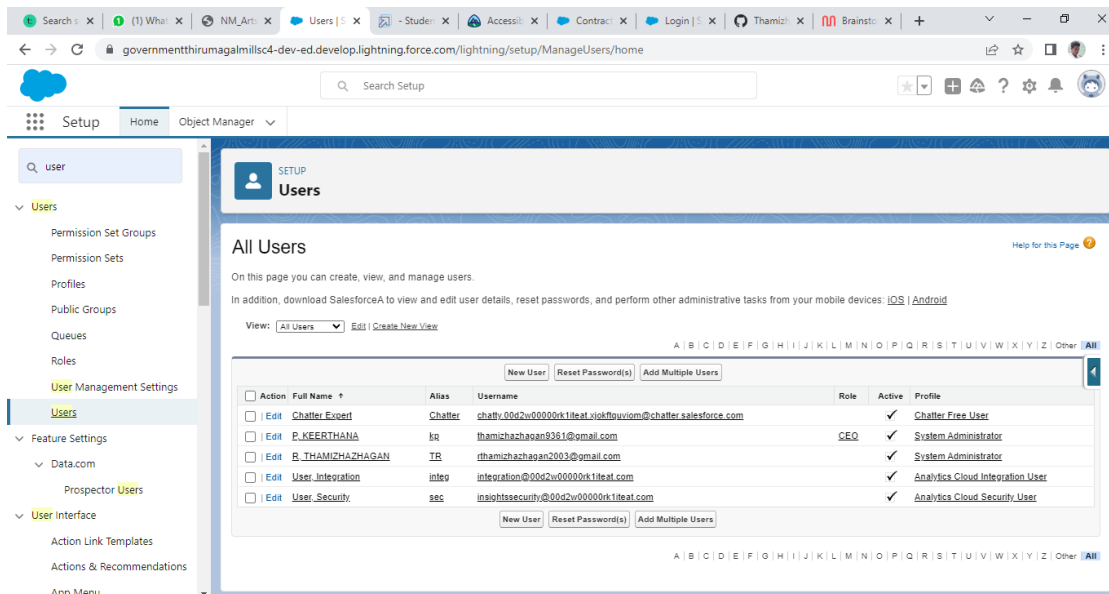 Search s
(1) What
NM_Arts
Users | S
- Studen
Accessib
Contract
Login | S
Thamizh
Brainsto
governmentthirumagalmillsc4-dev-ed.develop.lightning.force.com/lightning/setup/ManageUsers/home
Search Setup
Setup Home Object Manager
user
Users
Permission Set Groups
Permission Sets
Profiles
Public Groups
Queues
Roles
User Management Settings
Users
Feature Settings
Data.com
Prospector Users
User Interface
Action Link Templates
Actions & Recommendations
App Menu
SETUP
Users
All Users
Help for this Page
On this page you can create, view, and manage users.
In addition, download SalesforceA to view and edit user details, reset passwords, and perform other administrative tasks from your mobile devices: iOS | Android
View: All Users Edit | Create New View
A | B | C | D | E | F | G | H | I | J | K | L | M | N | O | P | Q | R | S | T | U | V | W | X | Y | Z | Other All
New User Reset Password(s) Add Multiple Users
Action Full Name ↑ Alias Username Role Active Profile
| Edit Chatter Expert Chatter chatty.00d2w00000rk1iteat.xjokftquviom@chatter.salesforce.com ✓ Chatter Free User
| Edit P, KEERTHANA kp thamizhazhagan9361@gmail.com CEO ✓ System Administrator
| Edit R, THAMIZHAZHAGAN TR rthamizhazhagan2003@gmail.com ✓ System Administrator
| Edit User, Integration integ integration@00d2w00000rk1iteat.com ✓ Analytics Cloud Integration User
| Edit User, Security sec insightssecurity@00d2w00000rk1iteat.com ✓ Analytics Cloud Security User
New User Reset Password(s) Add Multiple Users
A | B | C | D | E | F | G | H | I | J | K | L | M | N | O | P | Q | R | S | T | U | V | W | X | Y | Z | Other All